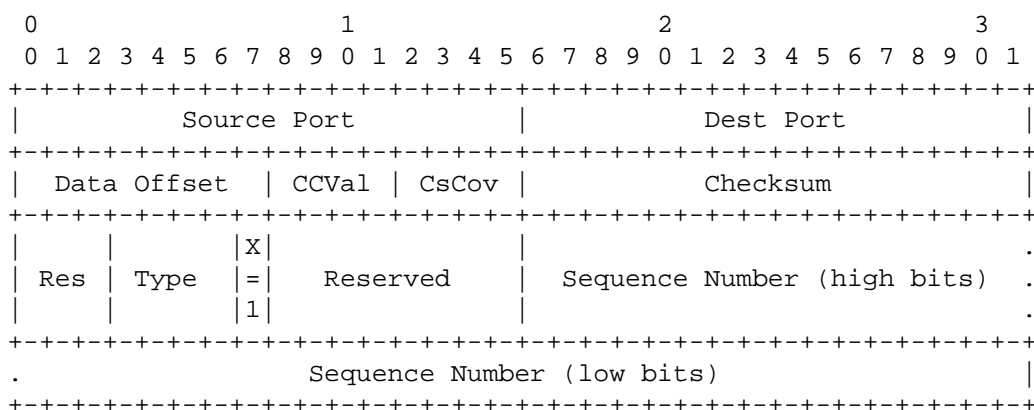 0                   1                   2                   3
 0 1 2 3 4 5 6 7 8 9 0 1 2 3 4 5 6 7 8 9 0 1 2 3 4 5 6 7 8 9 0 1
+-+-+-+-+-+-+-+-+-+-+-+-+-+-+-+-+-+-+-+-+-+-+-+-+-+-+-+-+-+-+-+-+
|          Source Port          |           Dest Port           |
+-+-+-+-+-+-+-+-+-+-+-+-+-+-+-+-+-+-+-+-+-+-+-+-+-+-+-+-+-+-+-+-+
|  Data Offset  | CCVal | CsCov |           Checksum            |
+-+-+-+-+-+-+-+-+-+-+-+-+-+-+-+-+-+-+-+-+-+-+-+-+-+-+-+-+-+-+-+-+
|     |       |X|               |                               .
| Res | Type  |=|   Reserved    |  Sequence Number (high bits)  .
|     |       |1|               |                               .
+-+-+-+-+-+-+-+-+-+-+-+-+-+-+-+-+-+-+-+-+-+-+-+-+-+-+-+-+-+-+-+-+
.                  Sequence Number (low bits)                   |
+-+-+-+-+-+-+-+-+-+-+-+-+-+-+-+-+-+-+-+-+-+-+-+-+-+-+-+-+-+-+-+-+